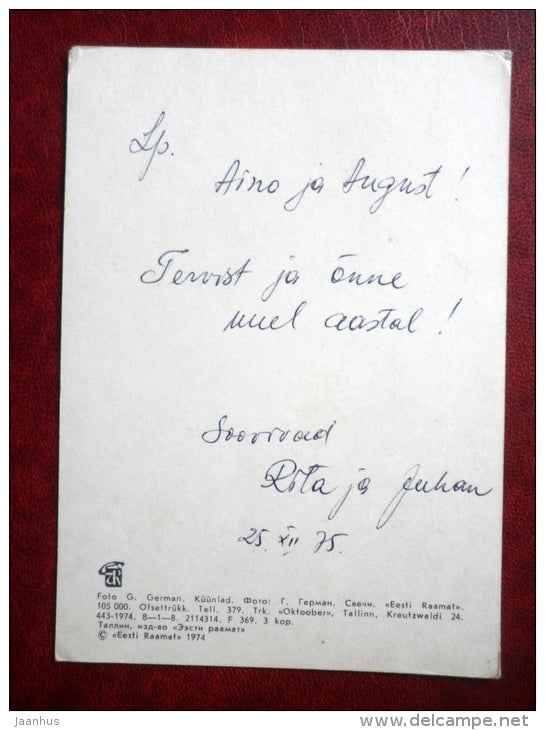 Lp.
Aino ja August!
Tervist ja õnne
uuel aastal!
Soovivad
Rita ja Juhan
25. XII 75.
Foto G. German. Küünlad. Фото: Г. Герман. Свечи. «Eesti Raamat».
105 000. Ofsettrükk. Tell. 379. Trk. «Oktoober», Tallinn, Kreutzwaldi 24.
443-1974. 8—1—8. 2114314. F 369. 3 kop.
Таллин, изд-во «Ээсти раамат»
© «Eesti Raamat» 1974
jaanhus
www.delcampe.net